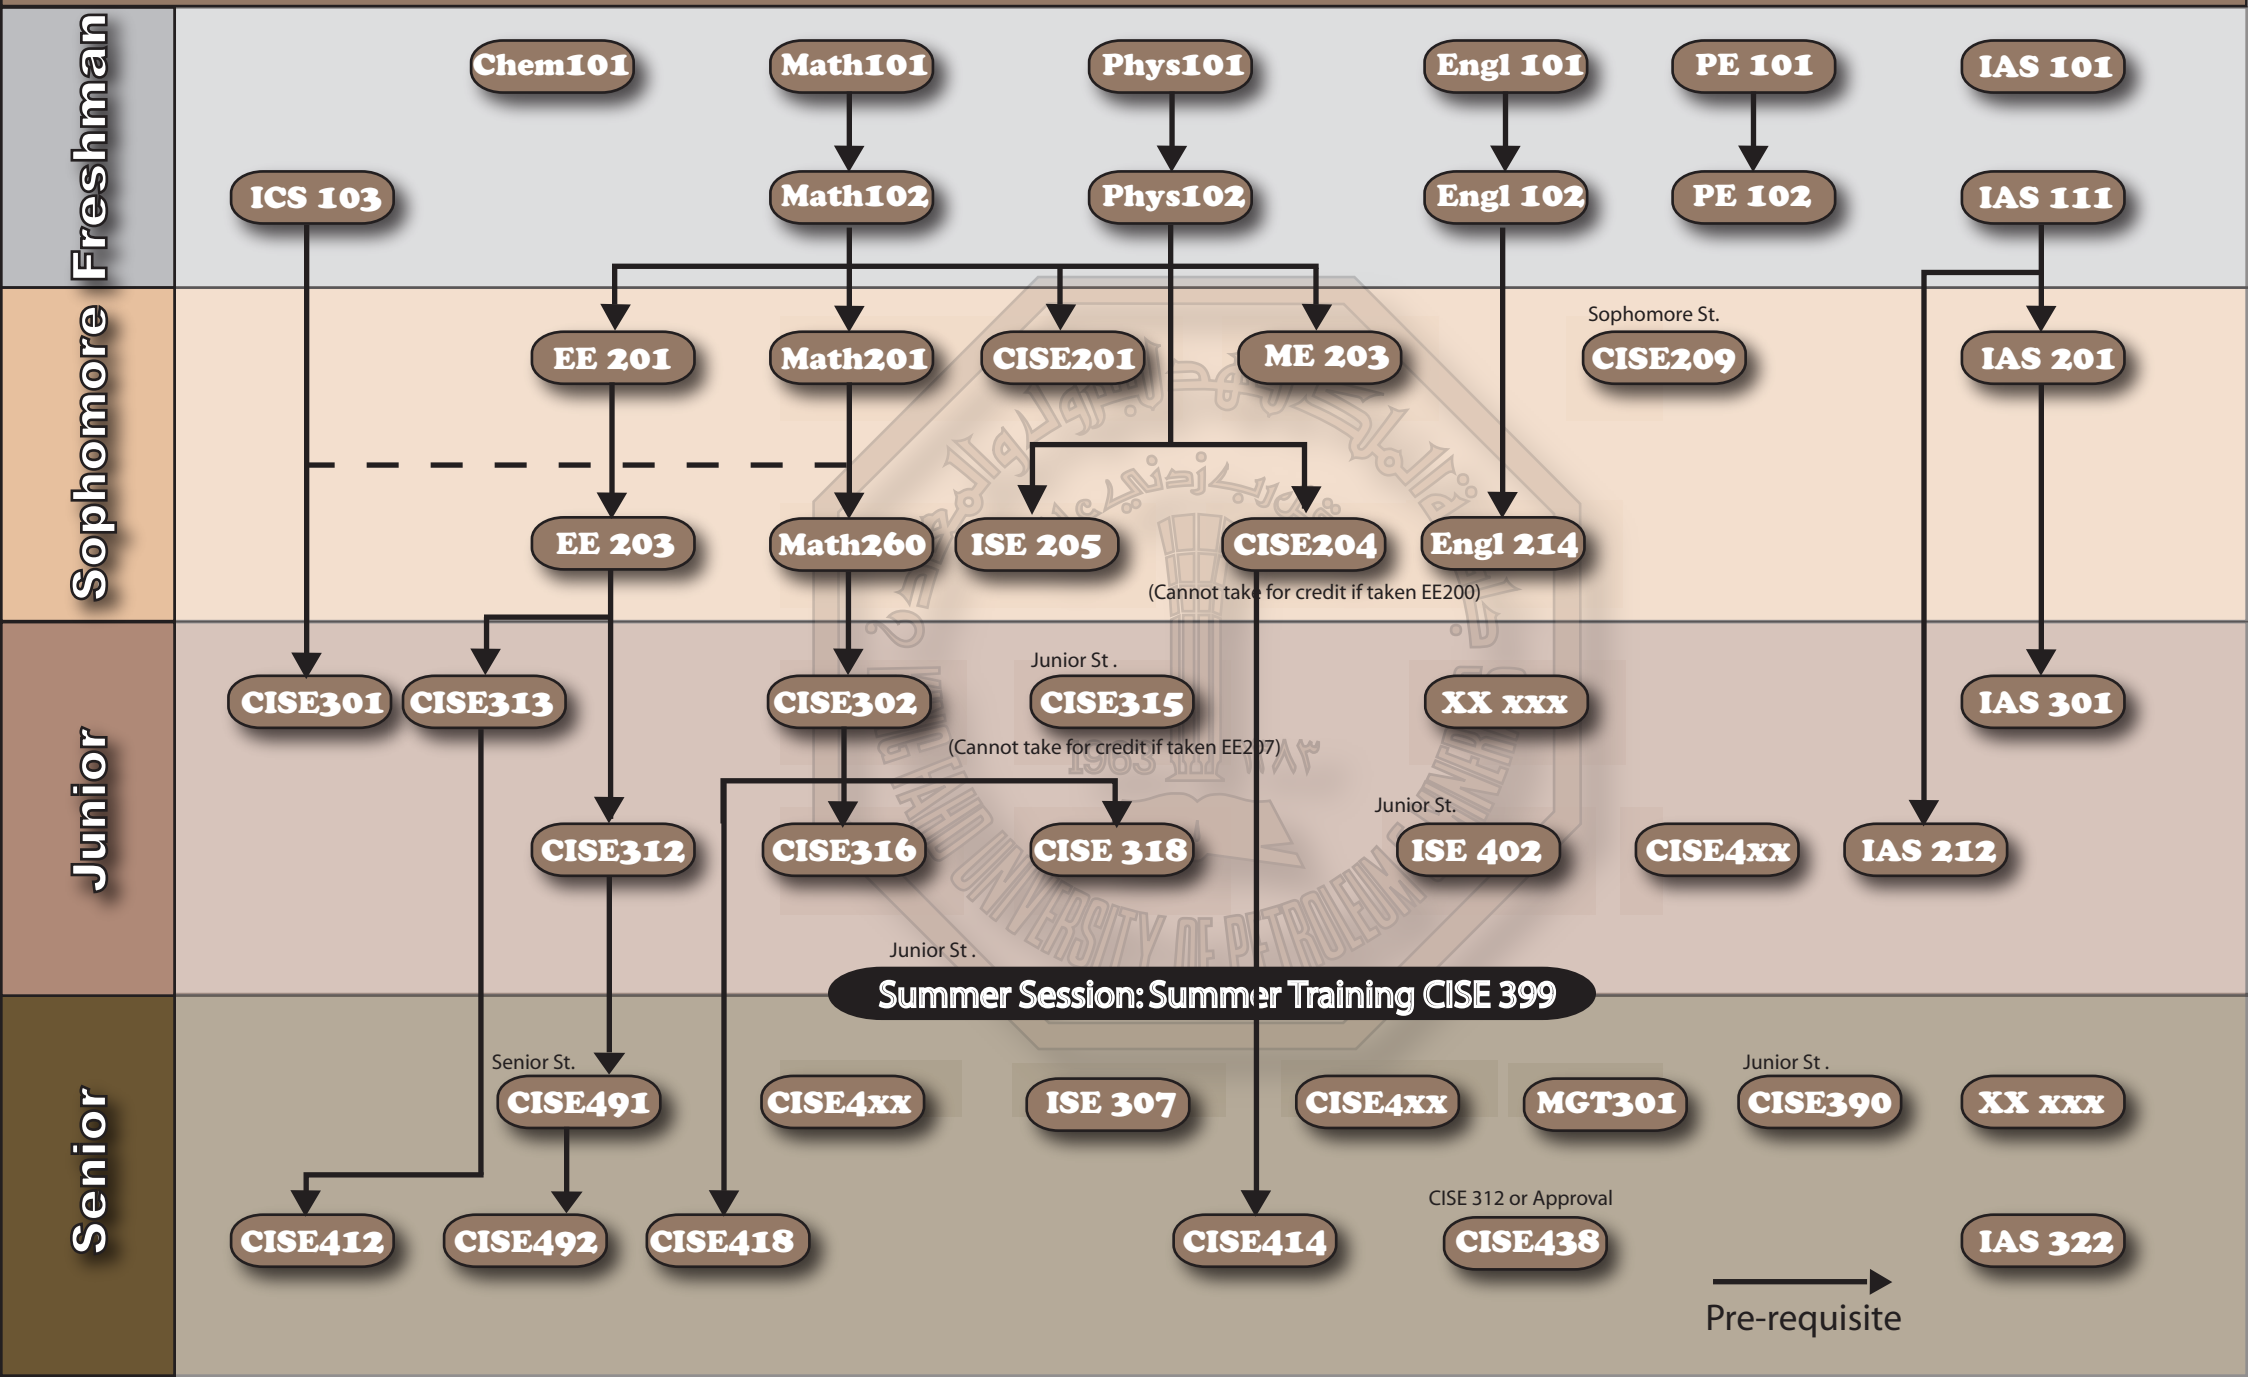 Freshman
Chem101
Math101
Phys101
Engl 101
PE 101
IAS 101
ICS 103
Math102
Phys102
Engl 102
PE 102
IAS 111
Sophomore
Sophomore St.
EE 201
Math201
CISE201
ME 203
CISE209
IAS 201
EE 203
Math260
ISE 205
CISE204
Engl 214
(Cannot take for credit if taken EE200)
Junior
Junior St .
CISE301
CISE313
CISE302
CISE315
XX xxx
IAS 301
(Cannot take for credit if taken EE207)
1963
١٣٨٣
Junior St.
CISE312
CISE316
CISE 318
ISE 402
CISE4xx
IAS 212
UNIVERSITY OF PETROLEUM
Junior St .
Summer Session: Summer Training CISE 399
Senior
Senior St.
Junior St .
CISE491
CISE4xx
ISE 307
CISE4xx
MGT301
CISE390
XX xxx
CISE 312 or Approval
CISE412
CISE492
CISE418
CISE414
CISE438
IAS 322
Pre-requisite